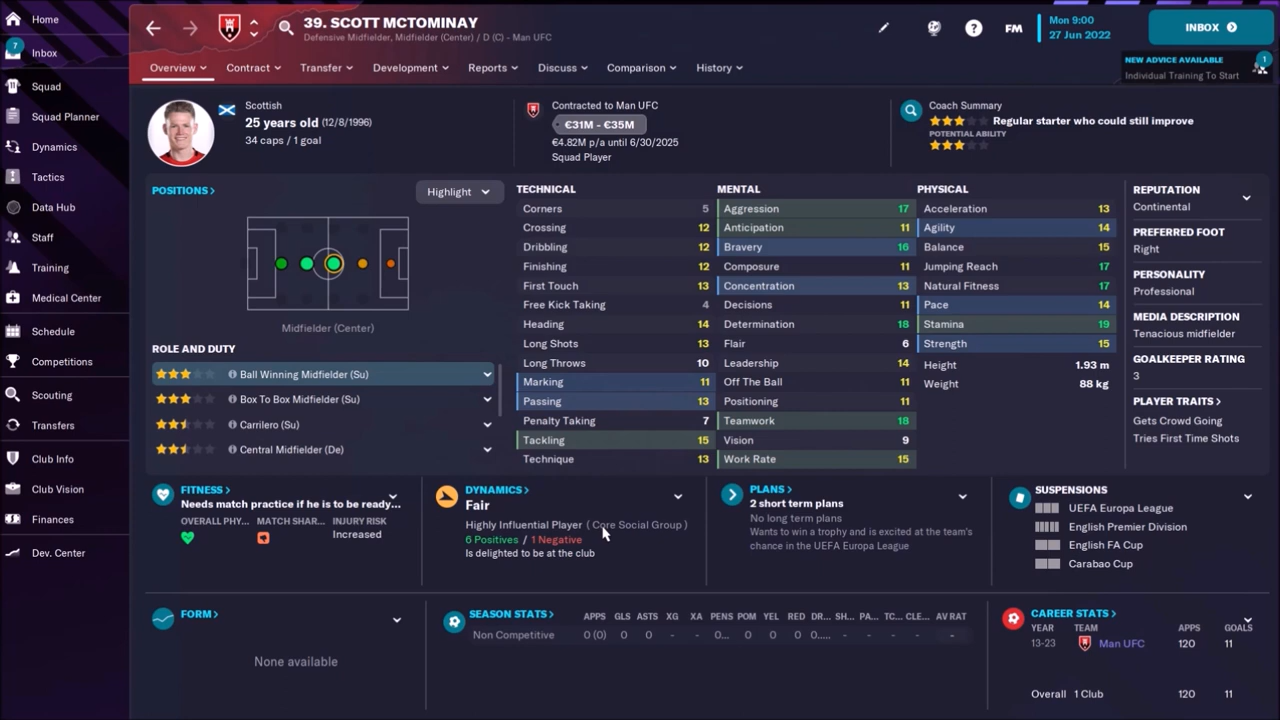 Home
7
Inbox
Squad
Squad Planner
Dynamics
Tactics
Data Hub
Staff
Training
Medical Center
Schedule
Competitions
Scouting
Transfers
Club Info
Club Vision
Finances
Dev. Center
39. SCOTT MCTOMINAY
Defensive Midfielder, Midfielder (Center) / D (C) - Man UFC
?
FM
Mon 9:00
27 Jun 2022
INBOX
Overview
Contract
Transfer
Development
Reports
Discuss
Comparison
History
NEW ADVICE AVAILABLE
Individual Training To Start
1
Scottish
25 years old (12/8/1996)
34 caps / 1 goal
Contracted to Man UFC
€31M - €35M
€4.82M p/a until 6/30/2025
Squad Player
Coach Summary
Regular starter who could still improve
POTENTIAL ABILITY
POSITIONS >
Highlight
Midfielder (Center)
ROLE AND DUTY
Ball Winning Midfielder (Su)
Box To Box Midfielder (Su)
Carrilero (Su)
Central Midfielder (De)
TECHNICAL
Corners 5
Crossing 12
Dribbling 12
Finishing 12
First Touch 13
Free Kick Taking 4
Heading 14
Long Shots 13
Long Throws 10
Marking 11
Passing 13
Penalty Taking 7
Tackling 15
Technique 13
MENTAL
Aggression 17
Anticipation 11
Bravery 16
Composure 11
Concentration 13
Decisions 11
Determination 18
Flair 6
Leadership 14
Off The Ball 11
Positioning 11
Teamwork 18
Vision 9
Work Rate 15
PHYSICAL
Acceleration 13
Agility 14
Balance 15
Jumping Reach 17
Natural Fitness 17
Pace 14
Stamina 19
Strength 15
Height 1.93 m
Weight 88 kg
REPUTATION
Continental
PREFERRED FOOT
Right
PERSONALITY
Professional
MEDIA DESCRIPTION
Tenacious midfielder
GOALKEEPER RATING
3
PLAYER TRAITS >
Gets Crowd Going
Tries First Time Shots
FITNESS >
Needs match practice if he is to be ready...
OVERALL PHY... MATCH SHAR... INJURY RISK
Increased
DYNAMICS >
Fair
Highly Influential Player ( Core Social Group )
6 Positives / 1 Negative
Is delighted to be at the club
PLANS >
2 short term plans
No long term plans
Wants to win a trophy and is excited at the team's
chance in the UEFA Europa League
SUSPENSIONS
UEFA Europa League
English Premier Division
English FA Cup
Carabao Cup
FORM >
None available
SEASON STATS > APPS GLS ASTS XG XA PENS POM YEL RED DR... SH... PA... TC... CLE... AV RAT
Non Competitive 0 (0) 0 0 - - 0... 0 0 0 0..... - - - - -
CAREER STATS >
YEAR TEAM APPS GOALS
13-23 Man UFC 120 11
Overall 1 Club 120 11